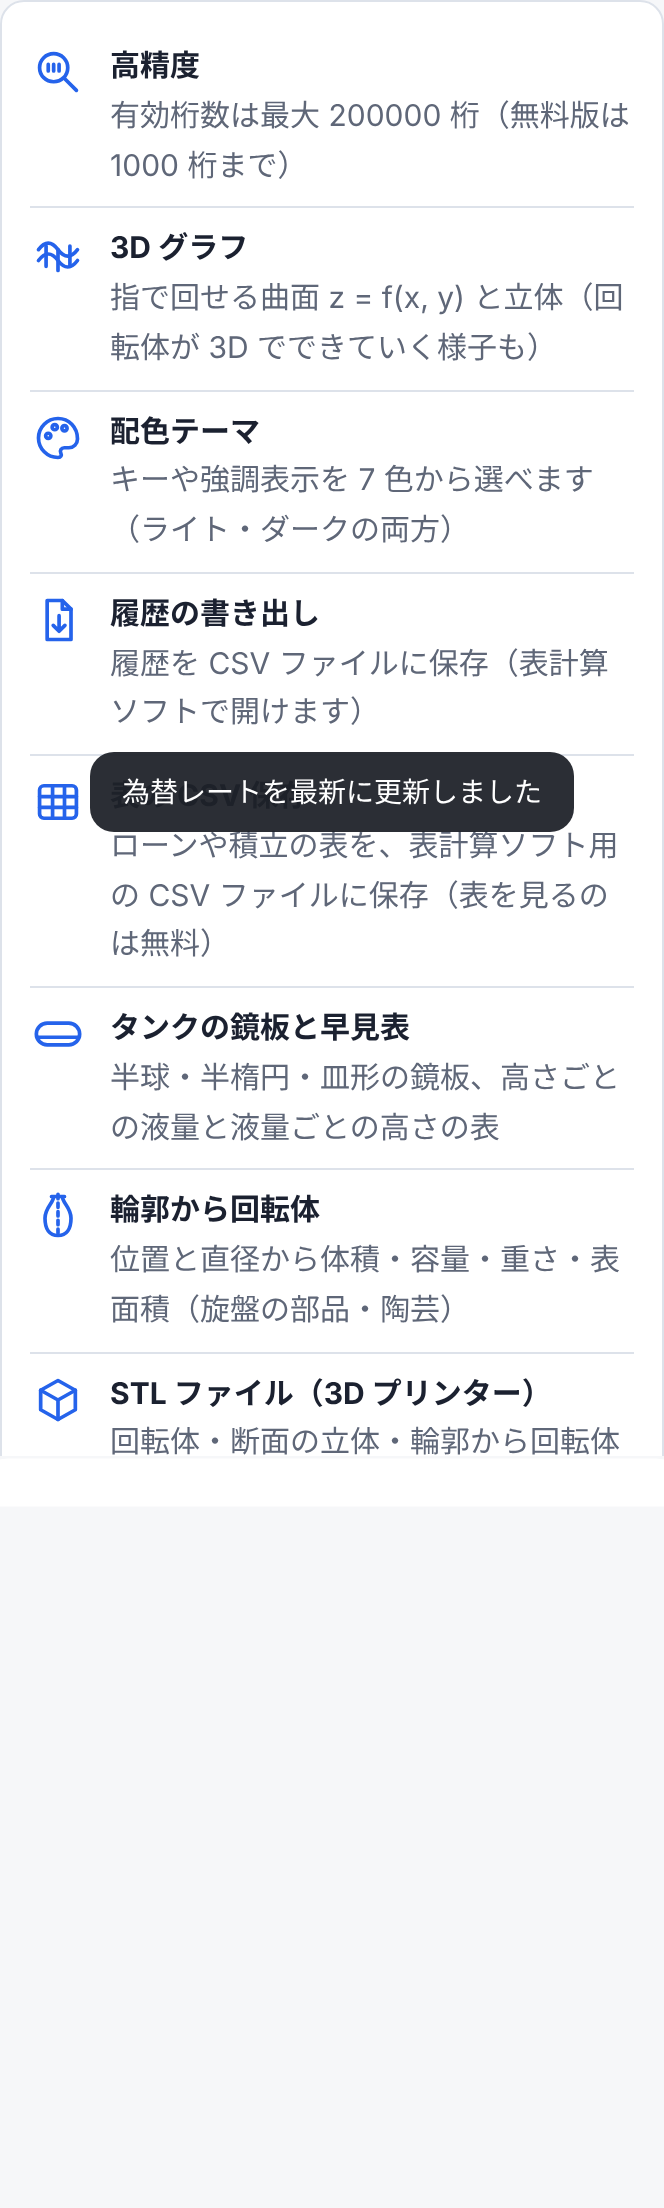 高精度
有効桁数は最大 200000 桁（無料版は
1000 桁まで）
3D グラフ
指で回せる曲面 z = f(x, y) と立体（回
転体が 3D でできていく様子も）
配色テーマ
キーや強調表示を 7 色から選べます
（ライト・ダークの両方）
履歴の書き出し
履歴を CSV ファイルに保存（表計算
ソフトで開けます）
為替レートを最新に更新しました
ローンや積立の表を、表計算ソフト用
の CSV ファイルに保存（表を見るの
は無料）
タンクの鏡板と早見表
半球・半楕円・皿形の鏡板、高さごと
の液量と液量ごとの高さの表
輪郭から回転体
位置と直径から体積・容量・重さ・表
面積（旋盤の部品・陶芸）
STL ファイル（3D プリンター）
回転体・断面の立体・輪郭から回転体